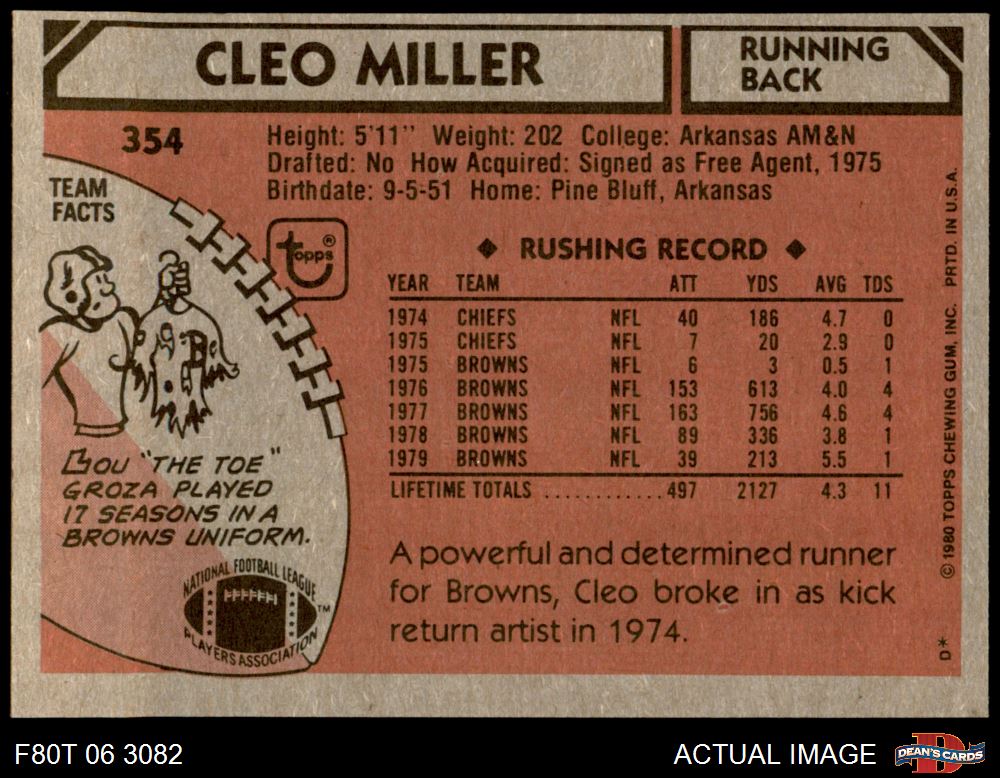 CLEO MILLER
RUNNING
BACK
354
Height: 5'11" Weight: 202 College: Arkansas AM&N
Drafted: No How Acquired: Signed as Free Agent, 1975
Birthdate: 9-5-51 Home: Pine Bluff, Arkansas
TEAM
FACTS
topps®
◆ RUSHING RECORD ◆
YEAR TEAM ATT YDS AVG TDS
1974 CHIEFS NFL 40 186 4.7 0
1975 CHIEFS NFL 7 20 2.9 0
1975 BROWNS NFL 6 3 0.5 1
1976 BROWNS NFL 153 613 4.0 4
1977 BROWNS NFL 163 756 4.6 4
1978 BROWNS NFL 89 336 3.8 1
1979 BROWNS NFL 39 213 5.5 1
LIFETIME TOTALS ............ 497 2127 4.3 11
B
LOU "THE TOE"
GROZA PLAYED
17 SEASONS IN A
BROWNS UNIFORM.
NATIONAL FOOTBALL LEAGUE
PLAYERS ASSOCIATION
™
A powerful and determined runner
for Browns, Cleo broke in as kick
return artist in 1974.
© 1980 TOPPS CHEWING GUM, INC. PRTD. IN U.S.A.
D*
F80T 06 3082
ACTUAL IMAGE
D
DEAN'S CARDS